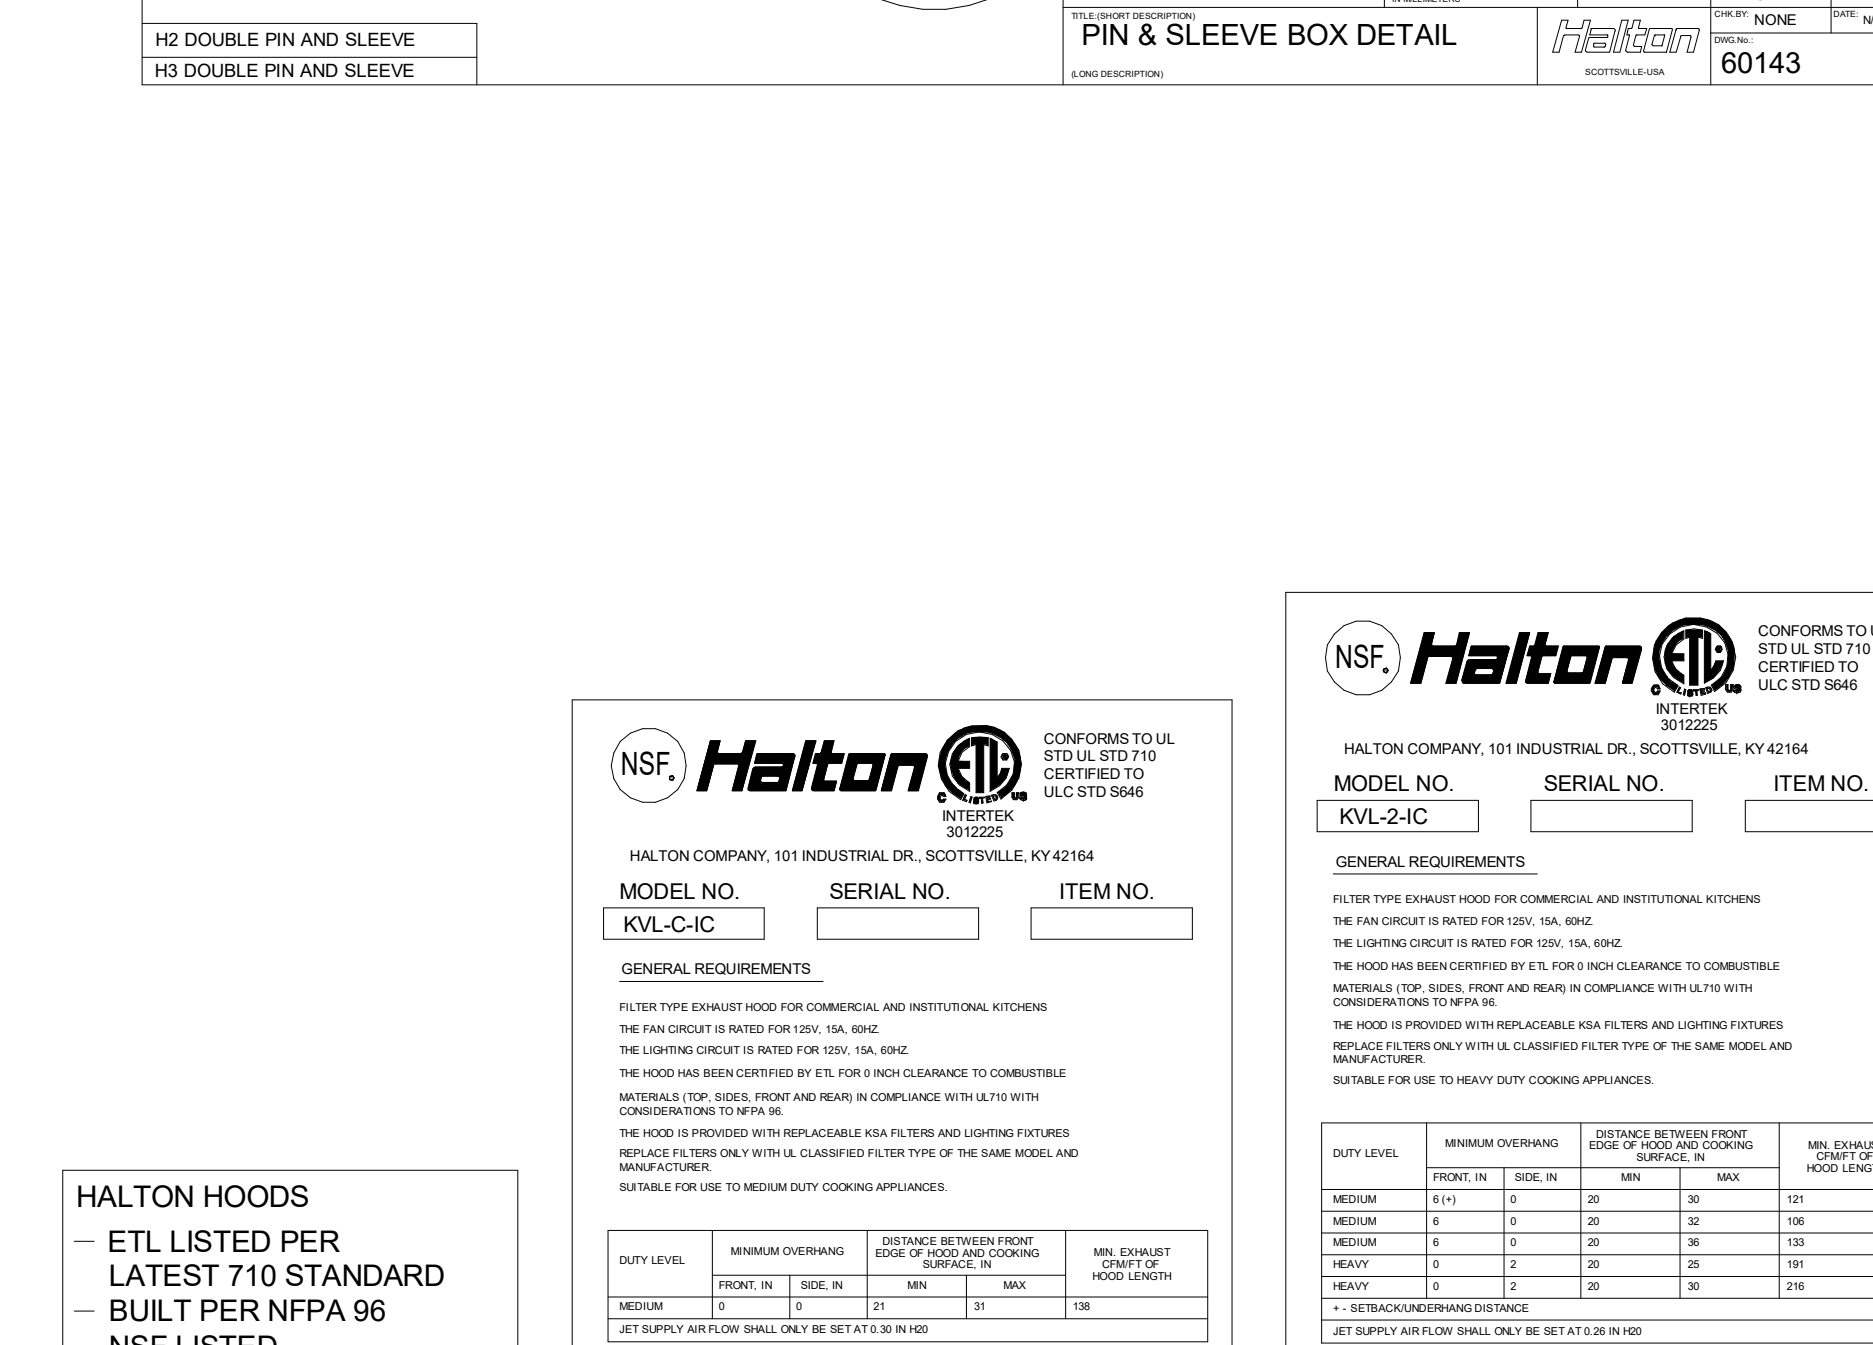 H2 DOUBLE PIN AND SLEEVE
H3 DOUBLE PIN AND SLEEVE
TITLE:(SHORT DESCRIPTION)
PIN & SLEEVE BOX DETAIL
(LONG DESCRIPTION)
Halton
SCOTTSVILLE-USA
CHK.BY: NONE
DATE:
DWG.No.:
60143
HALTON HOODS
— ETL LISTED PER
LATEST 710 STANDARD
— BUILT PER NFPA 96
NSF LISTED
NSF
Halton
ETL
C LISTED US
INTERTEK
3012225
CONFORMS TO UL
STD UL STD 710
CERTIFIED TO
ULC STD S646
HALTON COMPANY, 101 INDUSTRIAL DR., SCOTTSVILLE, KY 42164
MODEL NO. SERIAL NO. ITEM NO.
KVL-C-IC
GENERAL REQUIREMENTS
FILTER TYPE EXHAUST HOOD FOR COMMERCIAL AND INSTITUTIONAL KITCHENS
THE FAN CIRCUIT IS RATED FOR 125V, 15A, 60HZ.
THE LIGHTING CIRCUIT IS RATED FOR 125V, 15A, 60HZ.
THE HOOD HAS BEEN CERTIFIED BY ETL FOR 0 INCH CLEARANCE TO COMBUSTIBLE
MATERIALS (TOP, SIDES, FRONT AND REAR) IN COMPLIANCE WITH UL710 WITH
CONSIDERATIONS TO NFPA 96.
THE HOOD IS PROVIDED WITH REPLACEABLE KSA FILTERS AND LIGHTING FIXTURES
REPLACE FILTERS ONLY WITH UL CLASSIFIED FILTER TYPE OF THE SAME MODEL AND
MANUFACTURER.
SUITABLE FOR USE TO MEDIUM DUTY COOKING APPLIANCES.
DUTY LEVEL
MINIMUM OVERHANG
DISTANCE BETWEEN FRONT
EDGE OF HOOD AND COOKING
SURFACE, IN
MIN. EXHAUST
CFM/FT OF
HOOD LENGTH
FRONT, IN SIDE, IN MIN MAX
MEDIUM 0 0 21 31 138
JET SUPPLY AIR FLOW SHALL ONLY BE SET AT 0.30 IN H20
NSF
Halton
ETL
C LISTED US
INTERTEK
3012225
CONFORMS TO
STD UL STD 710
CERTIFIED TO
ULC STD S646
HALTON COMPANY, 101 INDUSTRIAL DR., SCOTTSVILLE, KY 42164
MODEL NO. SERIAL NO. ITEM NO.
KVL-2-IC
GENERAL REQUIREMENTS
FILTER TYPE EXHAUST HOOD FOR COMMERCIAL AND INSTITUTIONAL KITCHENS
THE FAN CIRCUIT IS RATED FOR 125V, 15A, 60HZ.
THE LIGHTING CIRCUIT IS RATED FOR 125V, 15A, 60HZ.
THE HOOD HAS BEEN CERTIFIED BY ETL FOR 0 INCH CLEARANCE TO COMBUSTIBLE
MATERIALS (TOP, SIDES, FRONT AND REAR) IN COMPLIANCE WITH UL710 WITH
CONSIDERATIONS TO NFPA 96.
THE HOOD IS PROVIDED WITH REPLACEABLE KSA FILTERS AND LIGHTING FIXTURES
REPLACE FILTERS ONLY WITH UL CLASSIFIED FILTER TYPE OF THE SAME MODEL AND
MANUFACTURER.
SUITABLE FOR USE TO HEAVY DUTY COOKING APPLIANCES.
DUTY LEVEL
MINIMUM OVERHANG
DISTANCE BETWEEN FRONT
EDGE OF HOOD AND COOKING
SURFACE, IN
MIN.
CFM/FT OF
HOOD
FRONT, IN SIDE, IN MIN MAX
MEDIUM 6 (+) 0 20 30 121
MEDIUM 6 0 20 32 106
MEDIUM 6 0 20 36 133
HEAVY 0 2 20 25 191
HEAVY 0 2 20 30 216
+ - SETBACK/UNDERHANG DISTANCE
JET SUPPLY AIR FLOW SHALL ONLY BE SET AT 0.26 IN H20